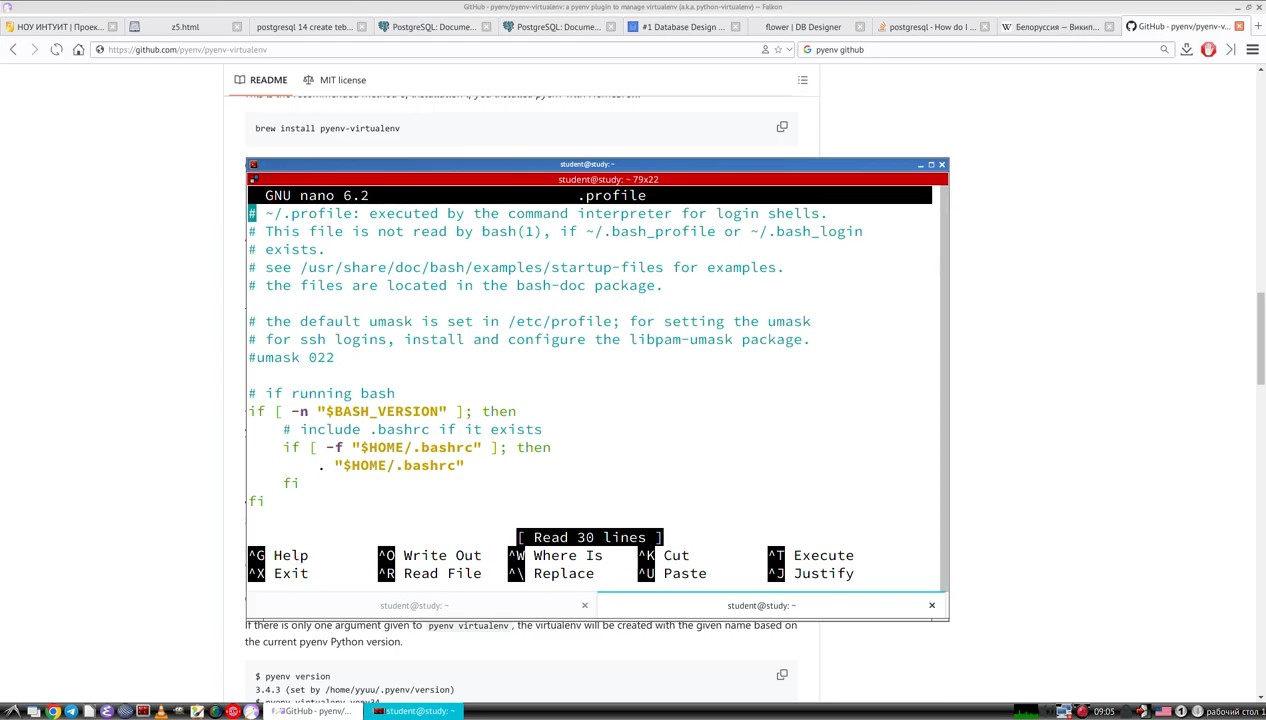 GitHub - pyenv/pyenv-virtualenv: a pyenv plugin to manage virtualenv (a.k.a. python-virtualenv) — Falkon
НОУ ИНТУИТ | Проек…
z5.html
postgresql 14 create teb…
PostgreSQL: Docume…
PostgreSQL: Docume…
#1 Database Design …
flower | DB Designer
postgresql - How do I …
Белоруссия — Викип…
GitHub - pyenv/pyenv-v…
https://github.com/pyenv/pyenv-virtualenv
pyenv github
README
MIT license
brew install pyenv-virtualenv
student@study: ~
student@study: ~ 79x22
GNU nano 6.2 .profile
# ~/.profile: executed by the command interpreter for login shells.
# This file is not read by bash(1), if ~/.bash_profile or ~/.bash_login
# exists.
# see /usr/share/doc/bash/examples/startup-files for examples.
# the files are located in the bash-doc package.
# the default umask is set in /etc/profile; for setting the umask
# for ssh logins, install and configure the libpam-umask package.
#umask 022
# if running bash
if [ -n "$BASH_VERSION" ]; then
# include .bashrc if it exists
if [ -f "$HOME/.bashrc" ]; then
. "$HOME/.bashrc"
fi
fi
[ Read 30 lines ]
^G Help ^O Write Out ^W Where Is ^K Cut ^T Execute
^X Exit ^R Read File ^\ Replace ^U Paste ^J Justify
student@study: ~
student@study: ~
If there is only one argument given to pyenv virtualenv, the virtualenv will be created with the given name based on
the current pyenv Python version.
$ pyenv version
3.4.3 (set by /home/yyuu/.pyenv/version)
$ pyenv virtualenv venv34
GitHub - pyenv/…
student@study: ~
09:05
1
рабочий стол 1